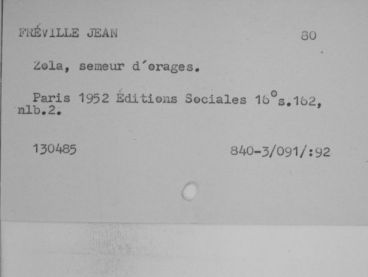 FRÉVILLE JEAN 80
Zola, semeur d'orages.
Paris 1952 Éditions Sociales 16°s.162,
nlb.2.
130485 840-3/091/:92